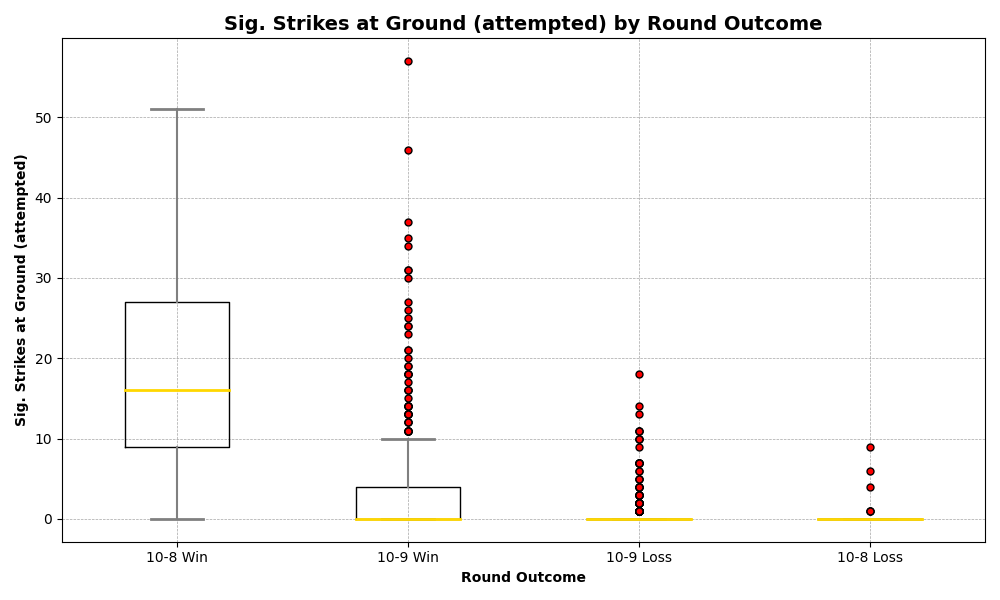 Sig. Strikes at Ground (attempted) by Round Outcome
Sig. Strikes at Ground (attempted)
50
40
30
20
10
0
10-8 Win
10-9 Win
10-9 Loss
10-8 Loss
Round Outcome